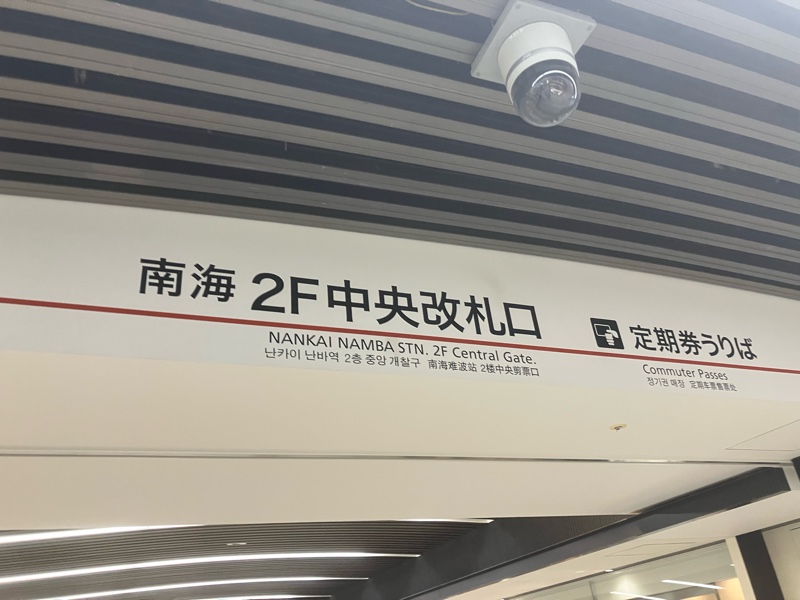 南海 2F中央改札口
NANKAI NAMBA STN. 2F Central Gate.
난카이 난바역 2층 중앙 개찰구 南海难波站 2楼中央剪票口
定期券うりば
Commuter Passes
정기권 매장 定期车票售票处